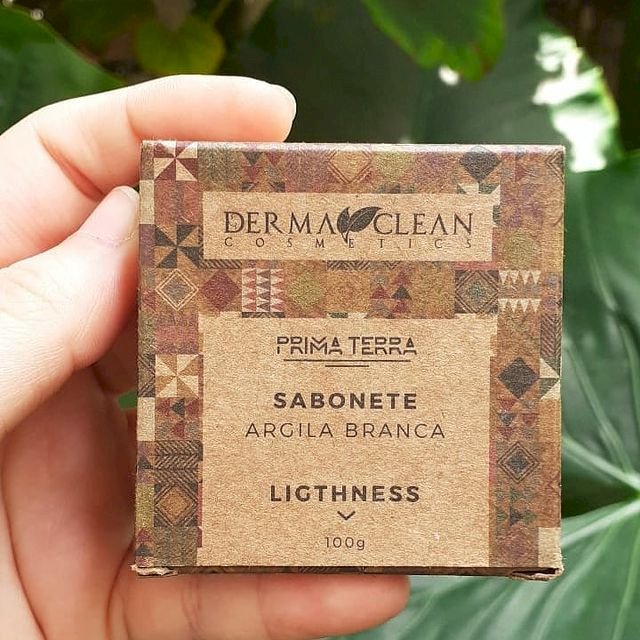 DERMA CLEAN
COSMETICS
PRIMA TERRA
SABONETE
ARGILA BRANCA
LIGTHNESS
100g